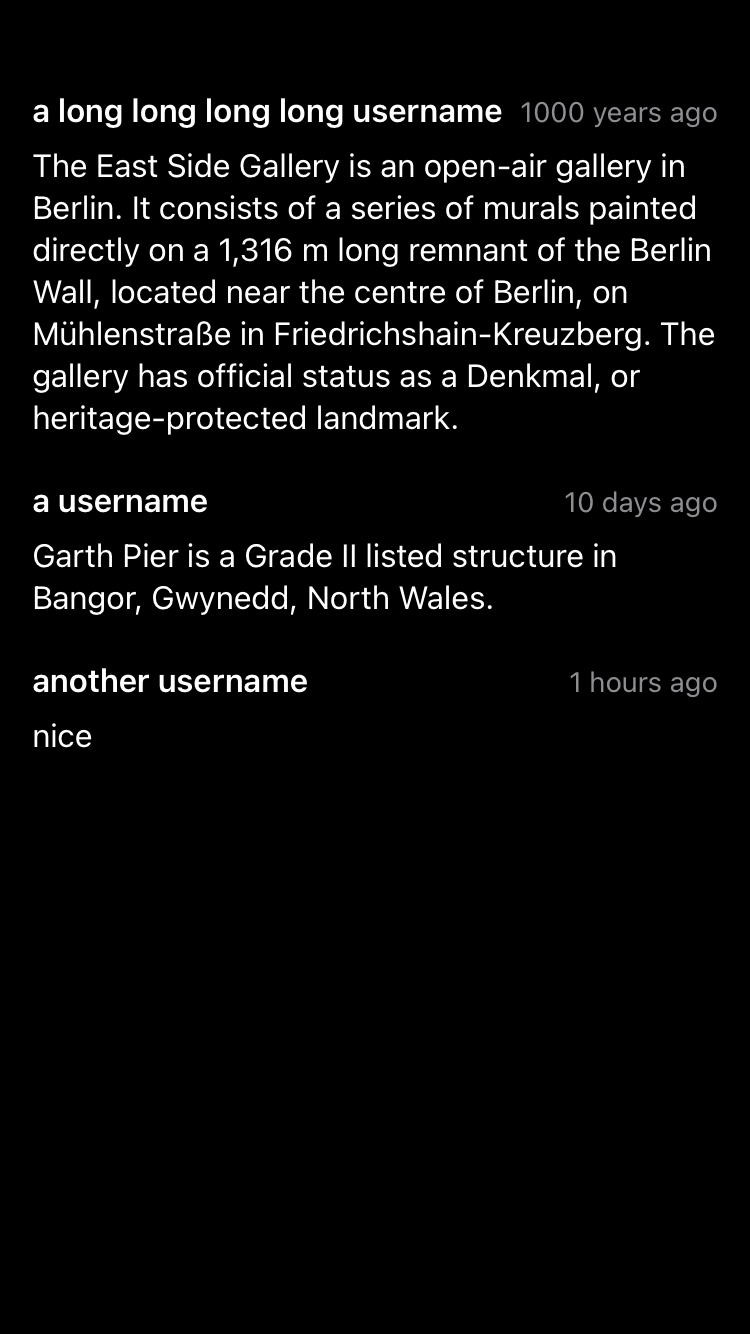 a long long long long username 1000 years ago
The East Side Gallery is an open-air gallery in
Berlin. It consists of a series of murals painted
directly on a 1,316 m long remnant of the Berlin
Wall, located near the centre of Berlin, on
Mühlenstraße in Friedrichshain-Kreuzberg. The
gallery has official status as a Denkmal, or
heritage-protected landmark.
a username 10 days ago
Garth Pier is a Grade II listed structure in
Bangor, Gwynedd, North Wales.
another username 1 hours ago
nice